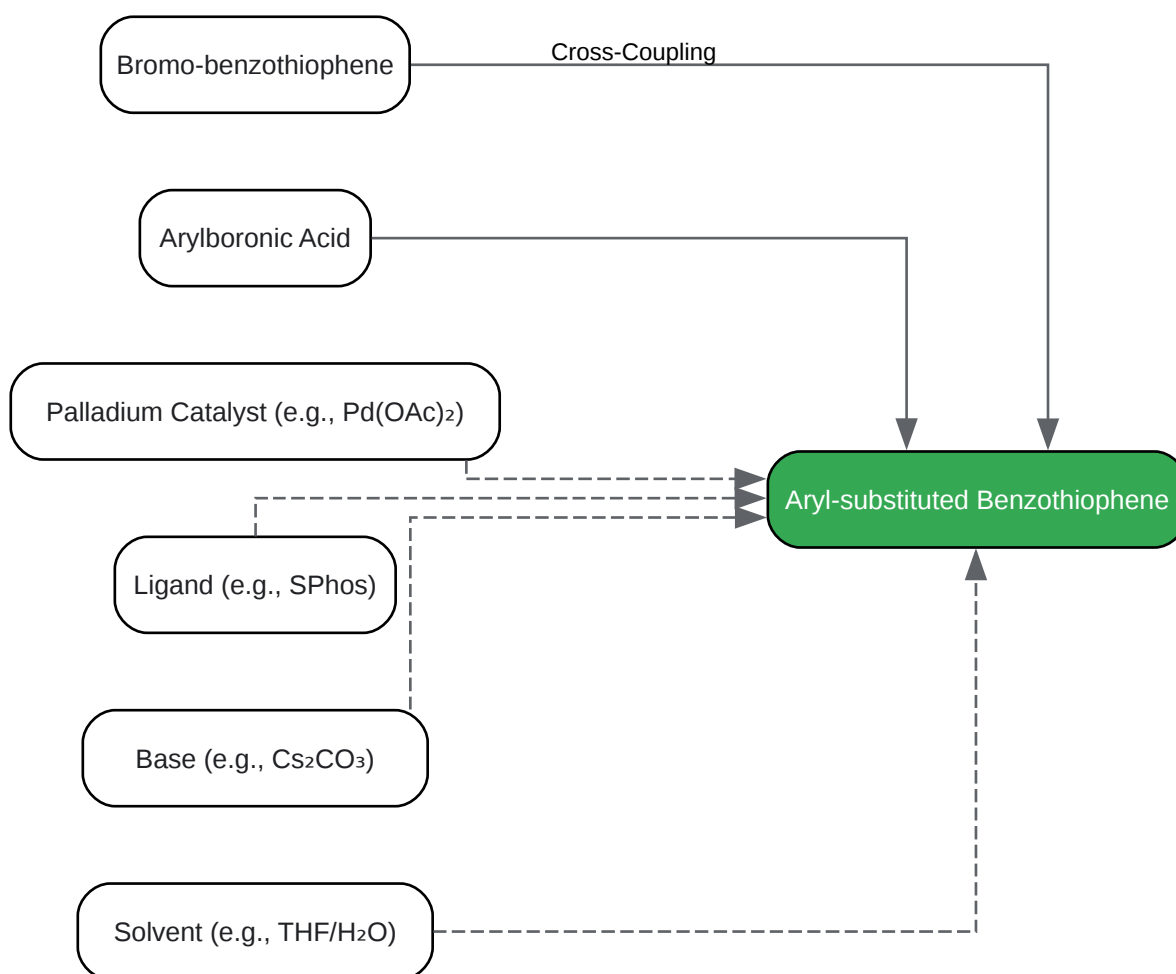 Bromo-benzothiophene
Cross-Coupling
Arylboronic Acid
Palladium Catalyst (e.g., Pd(OAc)₂)
Aryl-substituted Benzothiophene
Ligand (e.g., SPhos)
Base (e.g., Cs₂CO₃)
Solvent (e.g., THF/H₂O)